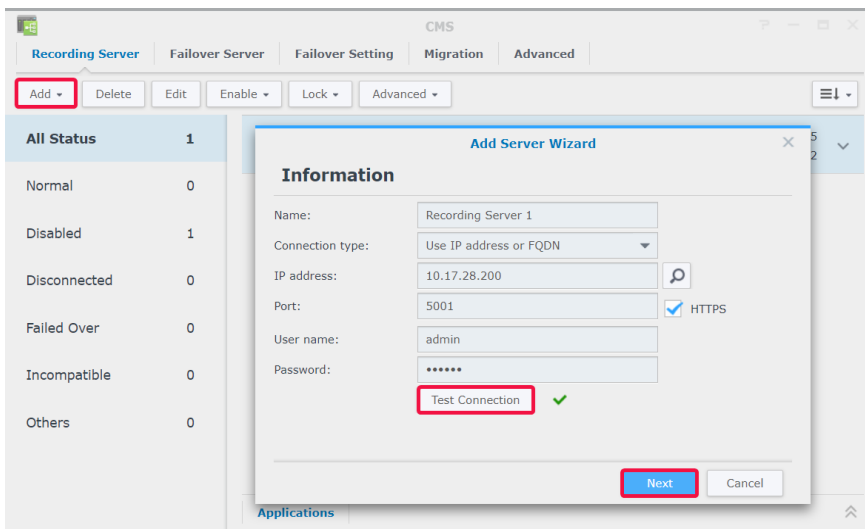 CMS
Recording Server Failover Server Failover Setting Migration Advanced
Add Delete Edit Enable Lock Advanced
All Status 1
Normal 0
Disabled 1
Disconnected 0
Failed Over 0
Incompatible 0
Others 0
5
2
Add Server Wizard
Information
Name: Recording Server 1
Connection type: Use IP address or FQDN
IP address: 10.17.28.200
Port: 5001 HTTPS
User name: admin
Password: ••••••
Test Connection
Next Cancel
Applications